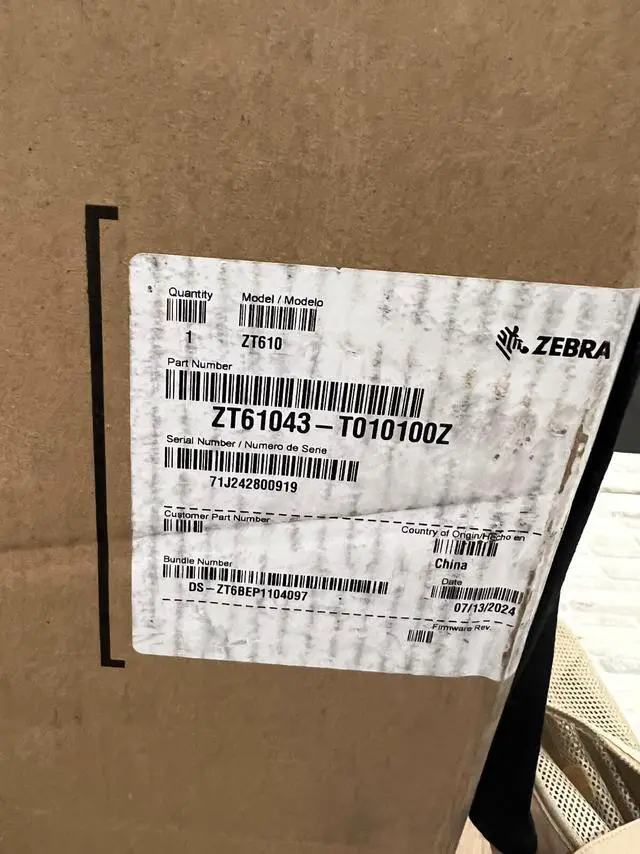 Quantity
1
Model / Modelo
ZT610
ZEBRA
Part Number
ZT61043-T010100Z
Serial Number / Numero de Serie
71J242800919
Customer Part Number
Country of Origin/Hecho en
China
Bundle Number
DS-ZT6BEP1104097
Date
07/13/2024
Firmware Rev.